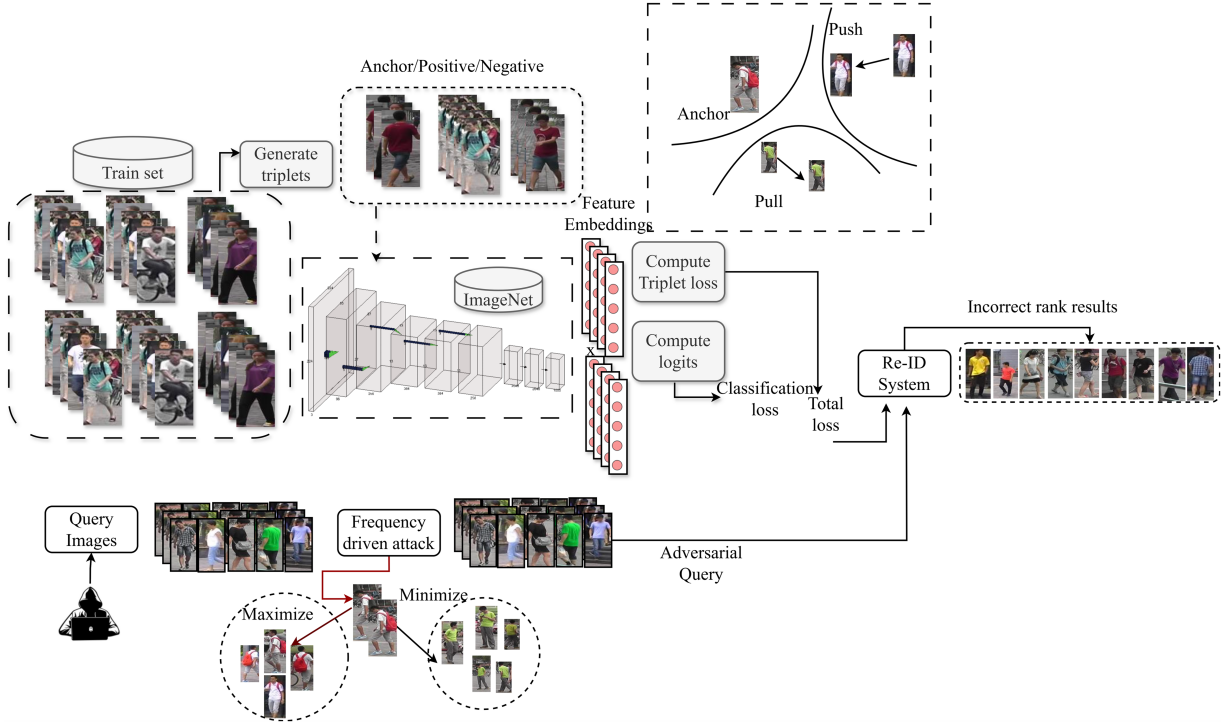 Push
Anchor/Positive/Negative
Anchor
Train set
Generate
triplets
Pull
Feature
Embeddings
Compute
Triplet loss
ImageNet
Incorrect rank results
X
Compute
logits
Re-ID
System
Classification
loss
Total
loss
Query
Images
Frequency
driven attack
Adversarial
Query
Minimize
Maximize